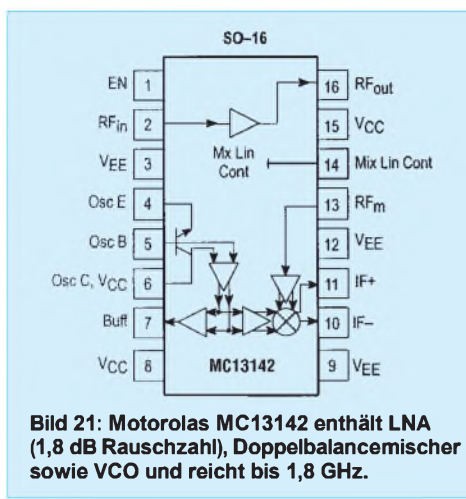 SO–16
EN 1
16 RFout
RFin 2
15 VCC
VEE 3
Mx Lin
Cont
14 Mix Lin Cont
Osc E 4
13 RFm
Osc B 5
12 VEE
Osc C, VCC 6
11 IF+
Buff 7
10 IF–
VCC 8
MC13142
9 VEE
Bild 21: Motorolas MC13142 enthält LNA
(1,8 dB Rauschzahl), Doppelbalancemischer
sowie VCO und reicht bis 1,8 GHz.